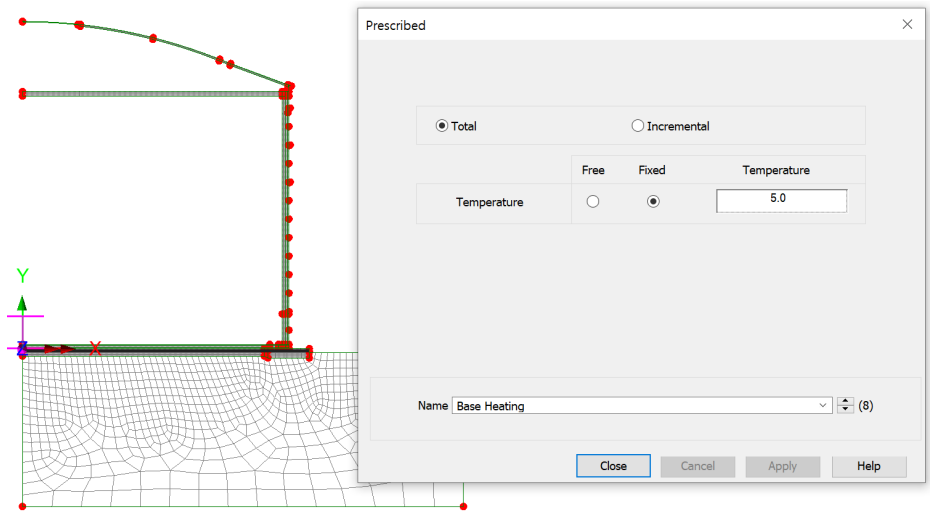 Prescribed
Total Incremental
Free Fixed Temperature
Temperature 5.0
Y
X
Z
Name Base Heating (8)
Close Cancel Apply Help